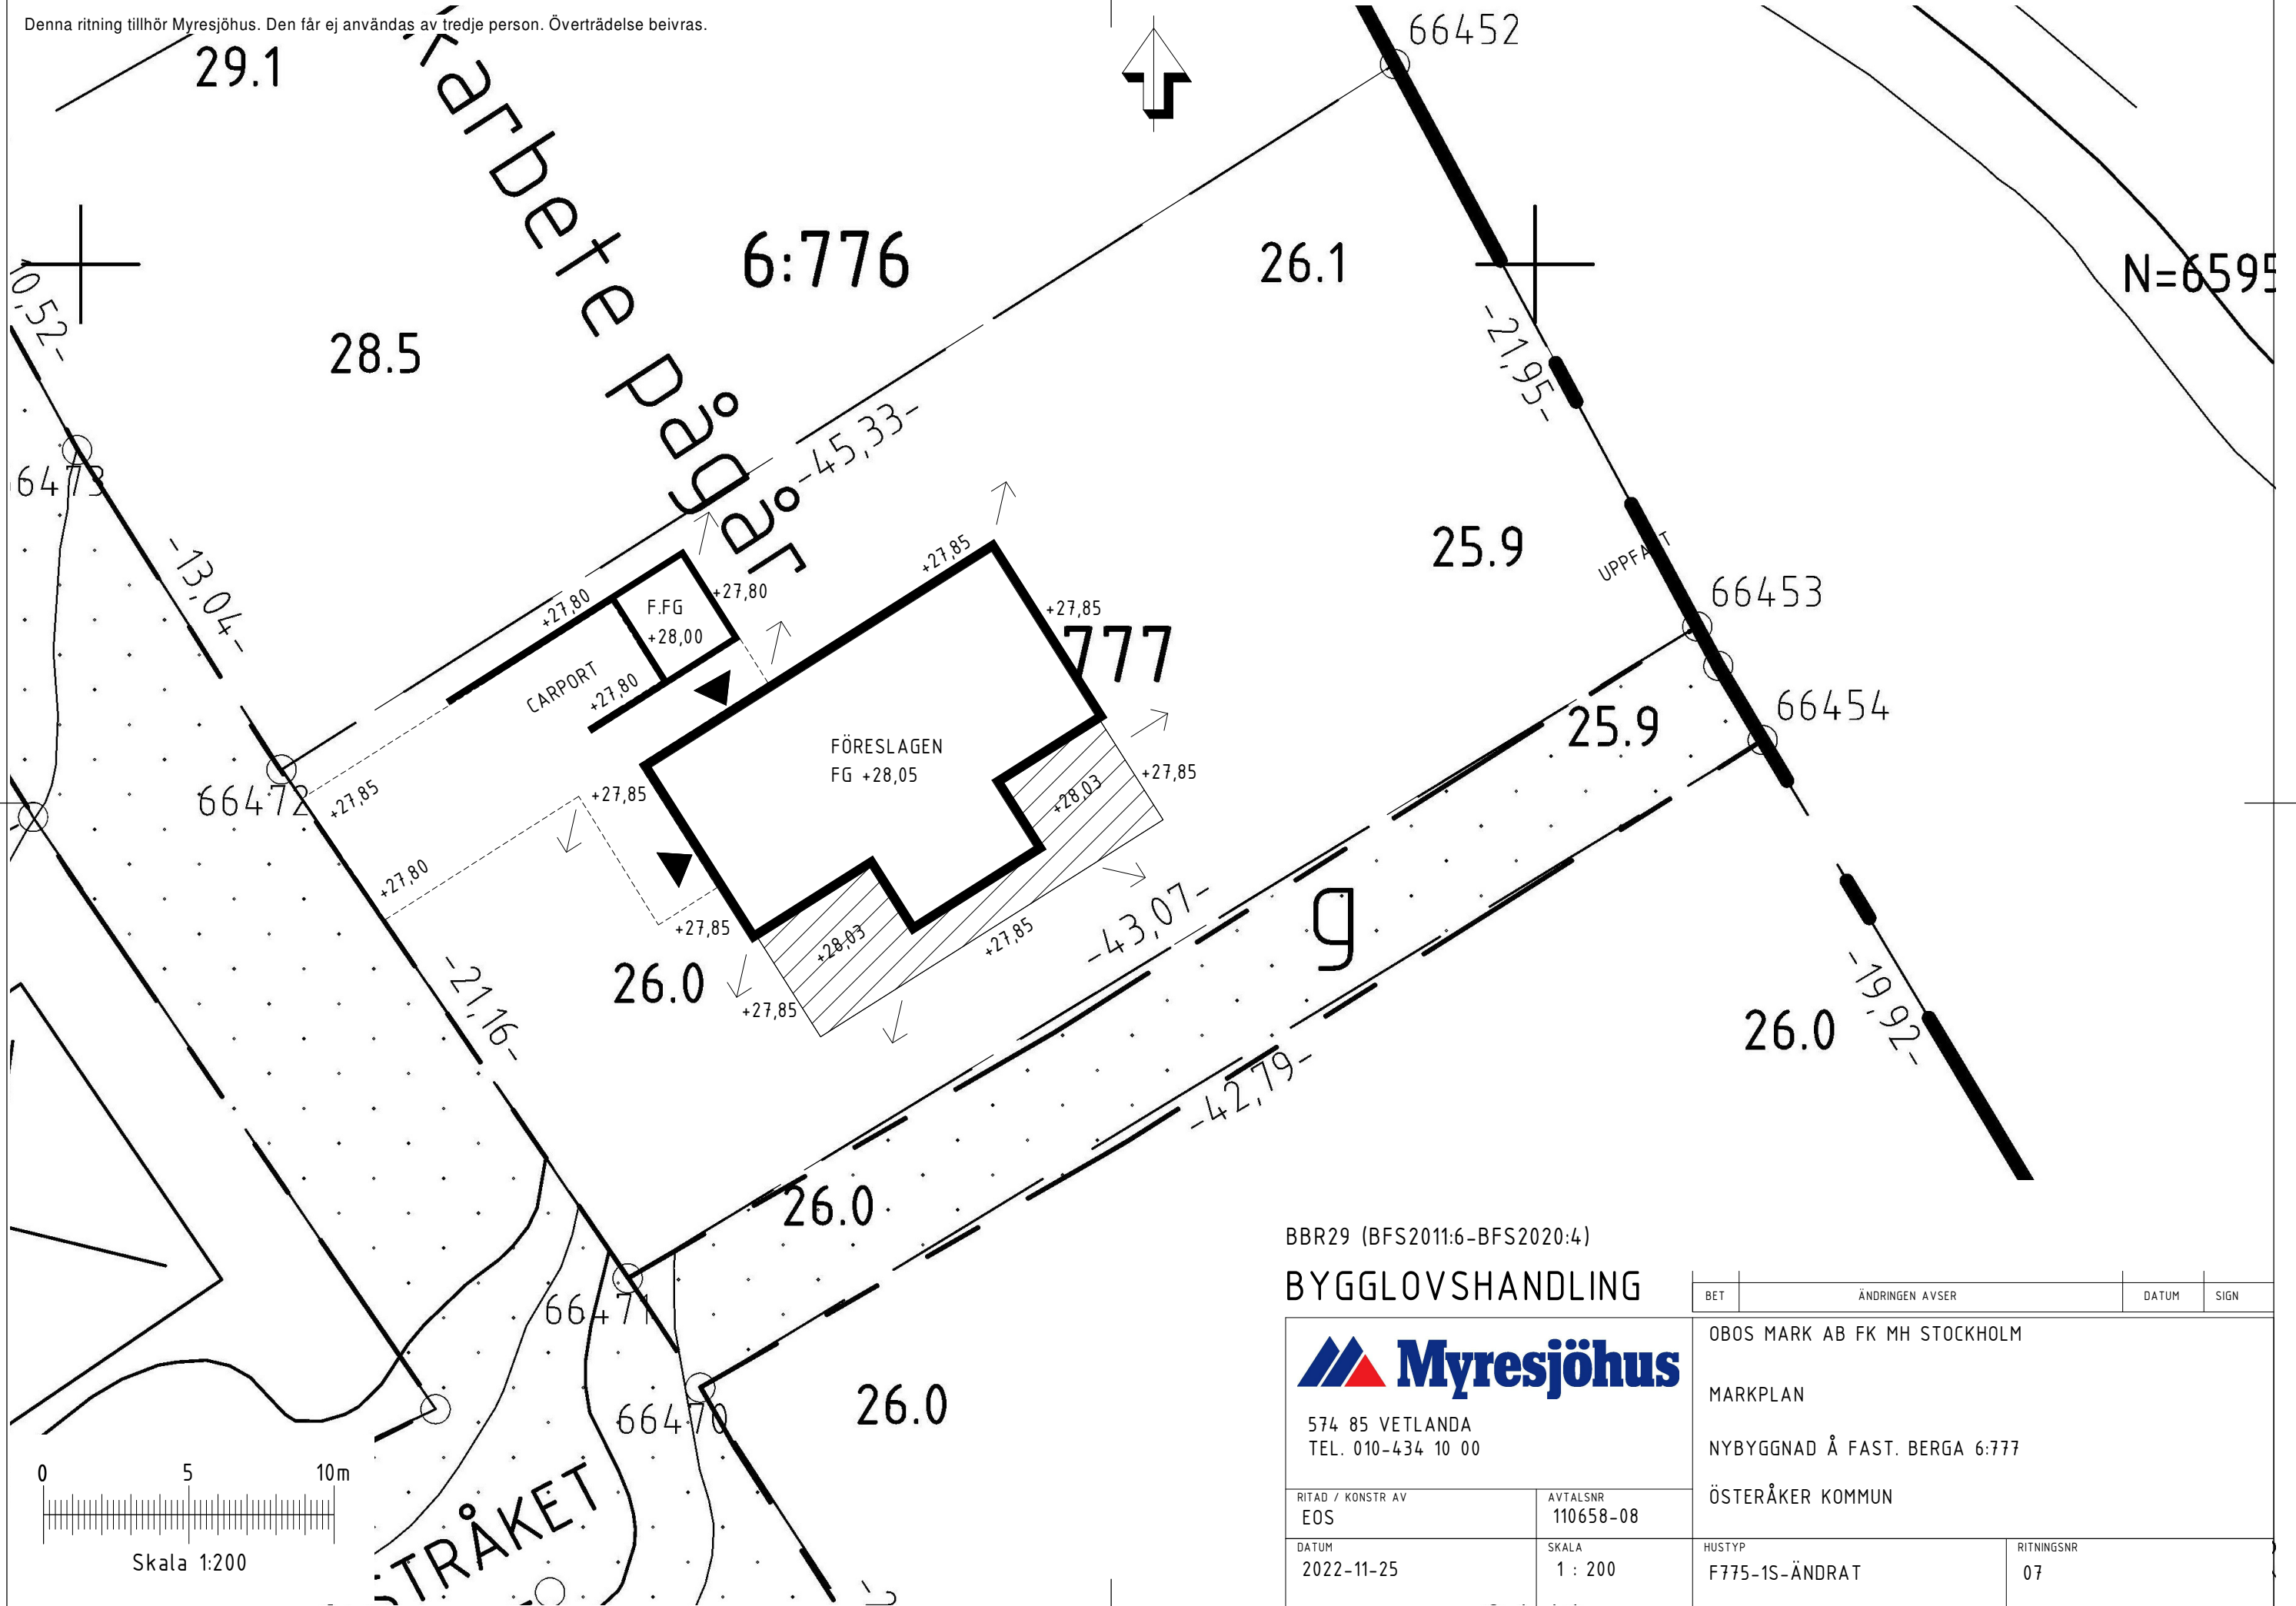 Denna ritning tillhör Myresjöhus. Den får ej användas av tredje person. Överträdelse beivras.
29.1
karbete pågår
66452
6:776
26.1
N=6595
10,52-
28.5
-21,95-
-45,33-
6473
-13,04-
25.9
UPPFART
66453
+27,85
+27,80
F.FG
+28,00
+27,80
+27,85
777
CARPORT
+27,80
66454
25.9
FÖRESLAGEN
FG +28,05
66472
+27,85
+27,85
+28,03
+27,85
+27,80
-43,07-
g
+27,85
+28,03
+27,85
-21,16-
26.0
+27,85
-19,92-
26.0
-42,79-
26.0
66471
66470
26.0
STRÅKET
0 5 10m
Skala 1:200
BBR29 (BFS2011:6-BFS2020:4)
BYGGLOVSHANDLING
BET ÄNDRINGEN AVSER DATUM SIGN
Myresjöhus
574 85 VETLANDA
TEL. 010-434 10 00
OBOS MARK AB FK MH STOCKHOLM
MARKPLAN
NYBYGGNAD Å FAST. BERGA 6:777
ÖSTERÅKER KOMMUN
RITAD / KONSTR AV
EOS
AVTALSNR
110658-08
DATUM
2022-11-25
SKALA
1 : 200
HUSTYP
F775-1S-ÄNDRAT
RITNINGSNR
07